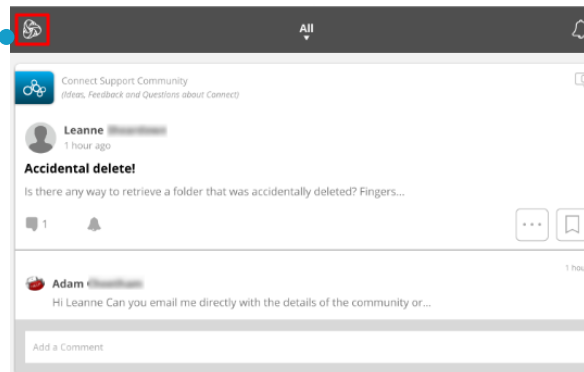 All
Connect Support Community
(Ideas, Feedback and Questions about Connect)
Leanne
1 hour ago
Accidental delete!
Is there any way to retrieve a folder that was accidentally deleted? Fingers...
1
1 hou
Adam
Hi Leanne Can you email me directly with the details of the community or...
Add a Comment